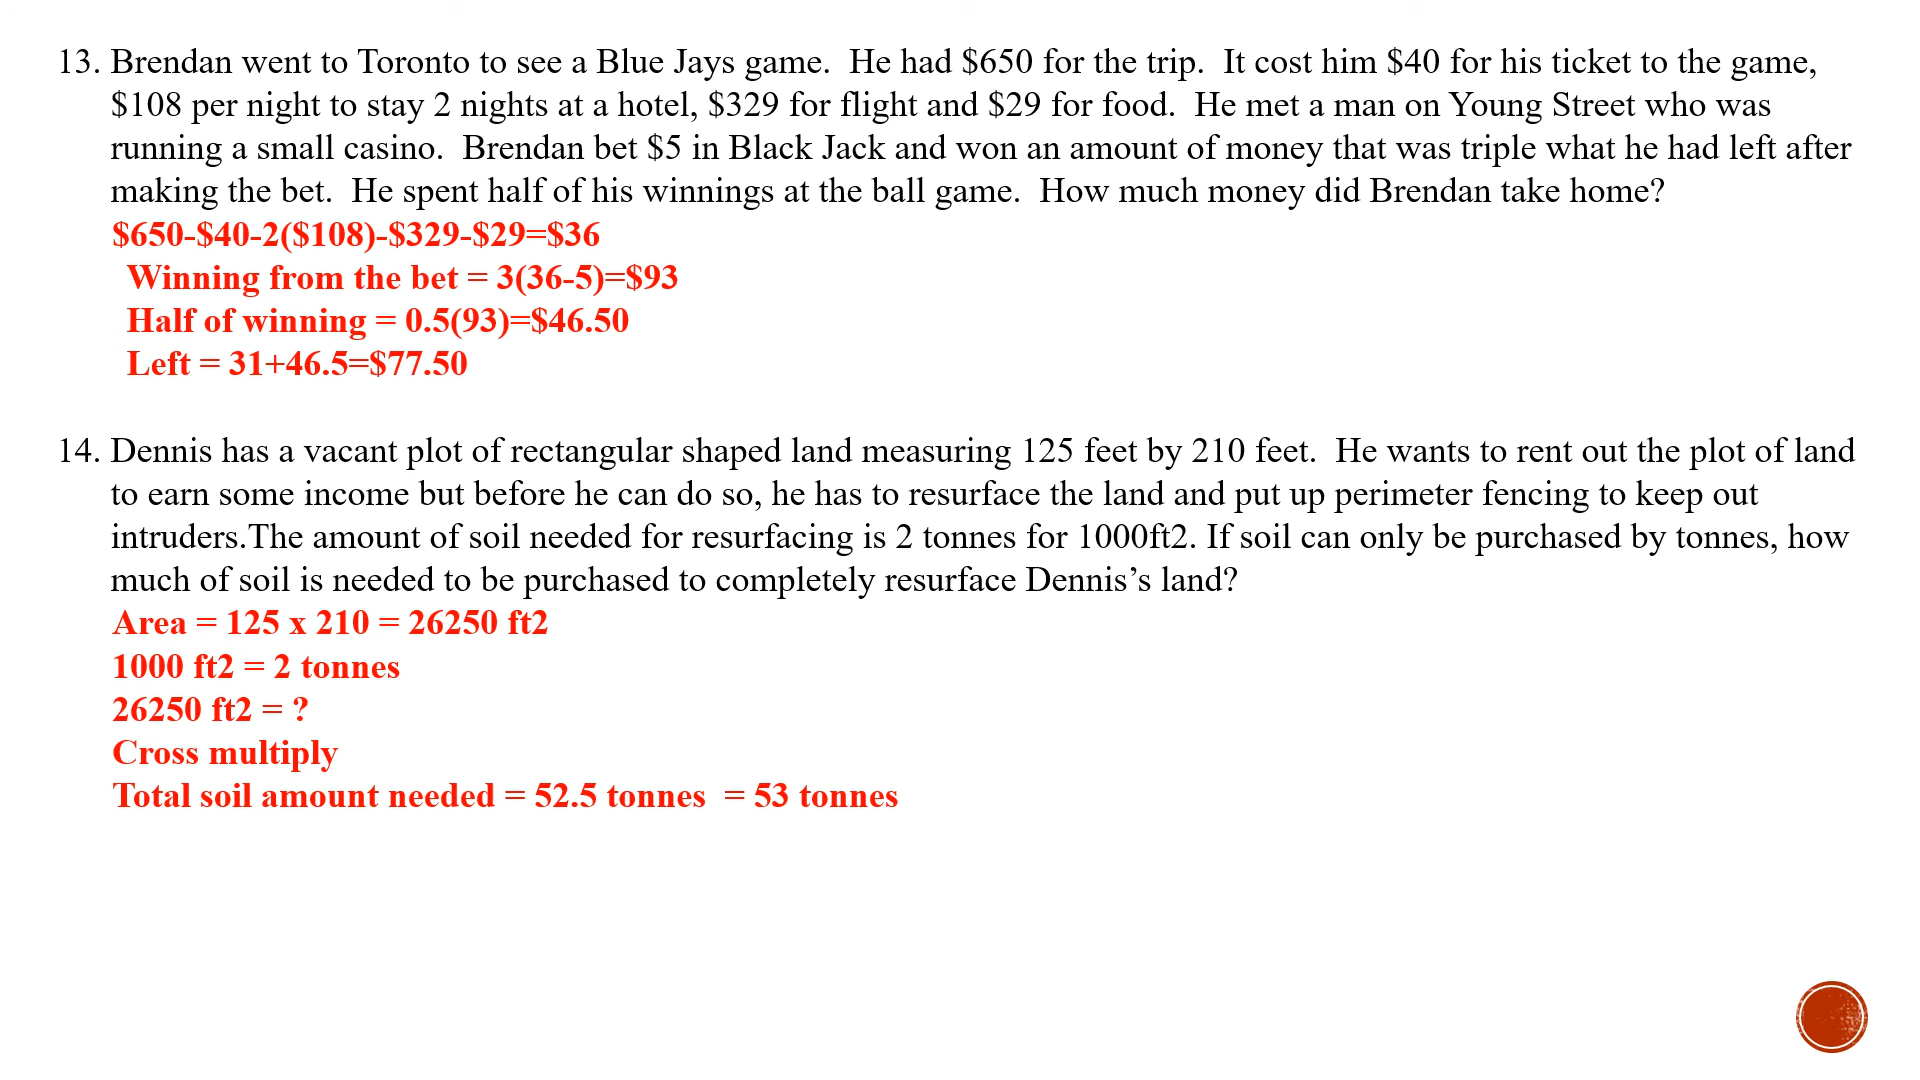 13. Brendan went to Toronto to see a Blue Jays game.  He had $650 for the trip.  It cost him $40 for his ticket to the game,
$108 per night to stay 2 nights at a hotel, $329 for flight and $29 for food.  He met a man on Young Street who was
running a small casino.  Brendan bet $5 in Black Jack and won an amount of money that was triple what he had left after
making the bet.  He spent half of his winnings at the ball game.  How much money did Brendan take home?
$650-$40-2($108)-$329-$29=$36
Winning from the bet = 3(36-5)=$93
Half of winning = 0.5(93)=$46.50
Left = 31+46.5=$77.50
14. Dennis has a vacant plot of rectangular shaped land measuring 125 feet by 210 feet.  He wants to rent out the plot of land
to earn some income but before he can do so, he has to resurface the land and put up perimeter fencing to keep out
intruders.The amount of soil needed for resurfacing is 2 tonnes for 1000ft2. If soil can only be purchased by tonnes, how
much of soil is needed to be purchased to completely resurface Dennis’s land?
Area = 125 x 210 = 26250 ft2
1000 ft2 = 2 tonnes
26250 ft2 = ?
Cross multiply
Total soil amount needed = 52.5 tonnes  = 53 tonnes